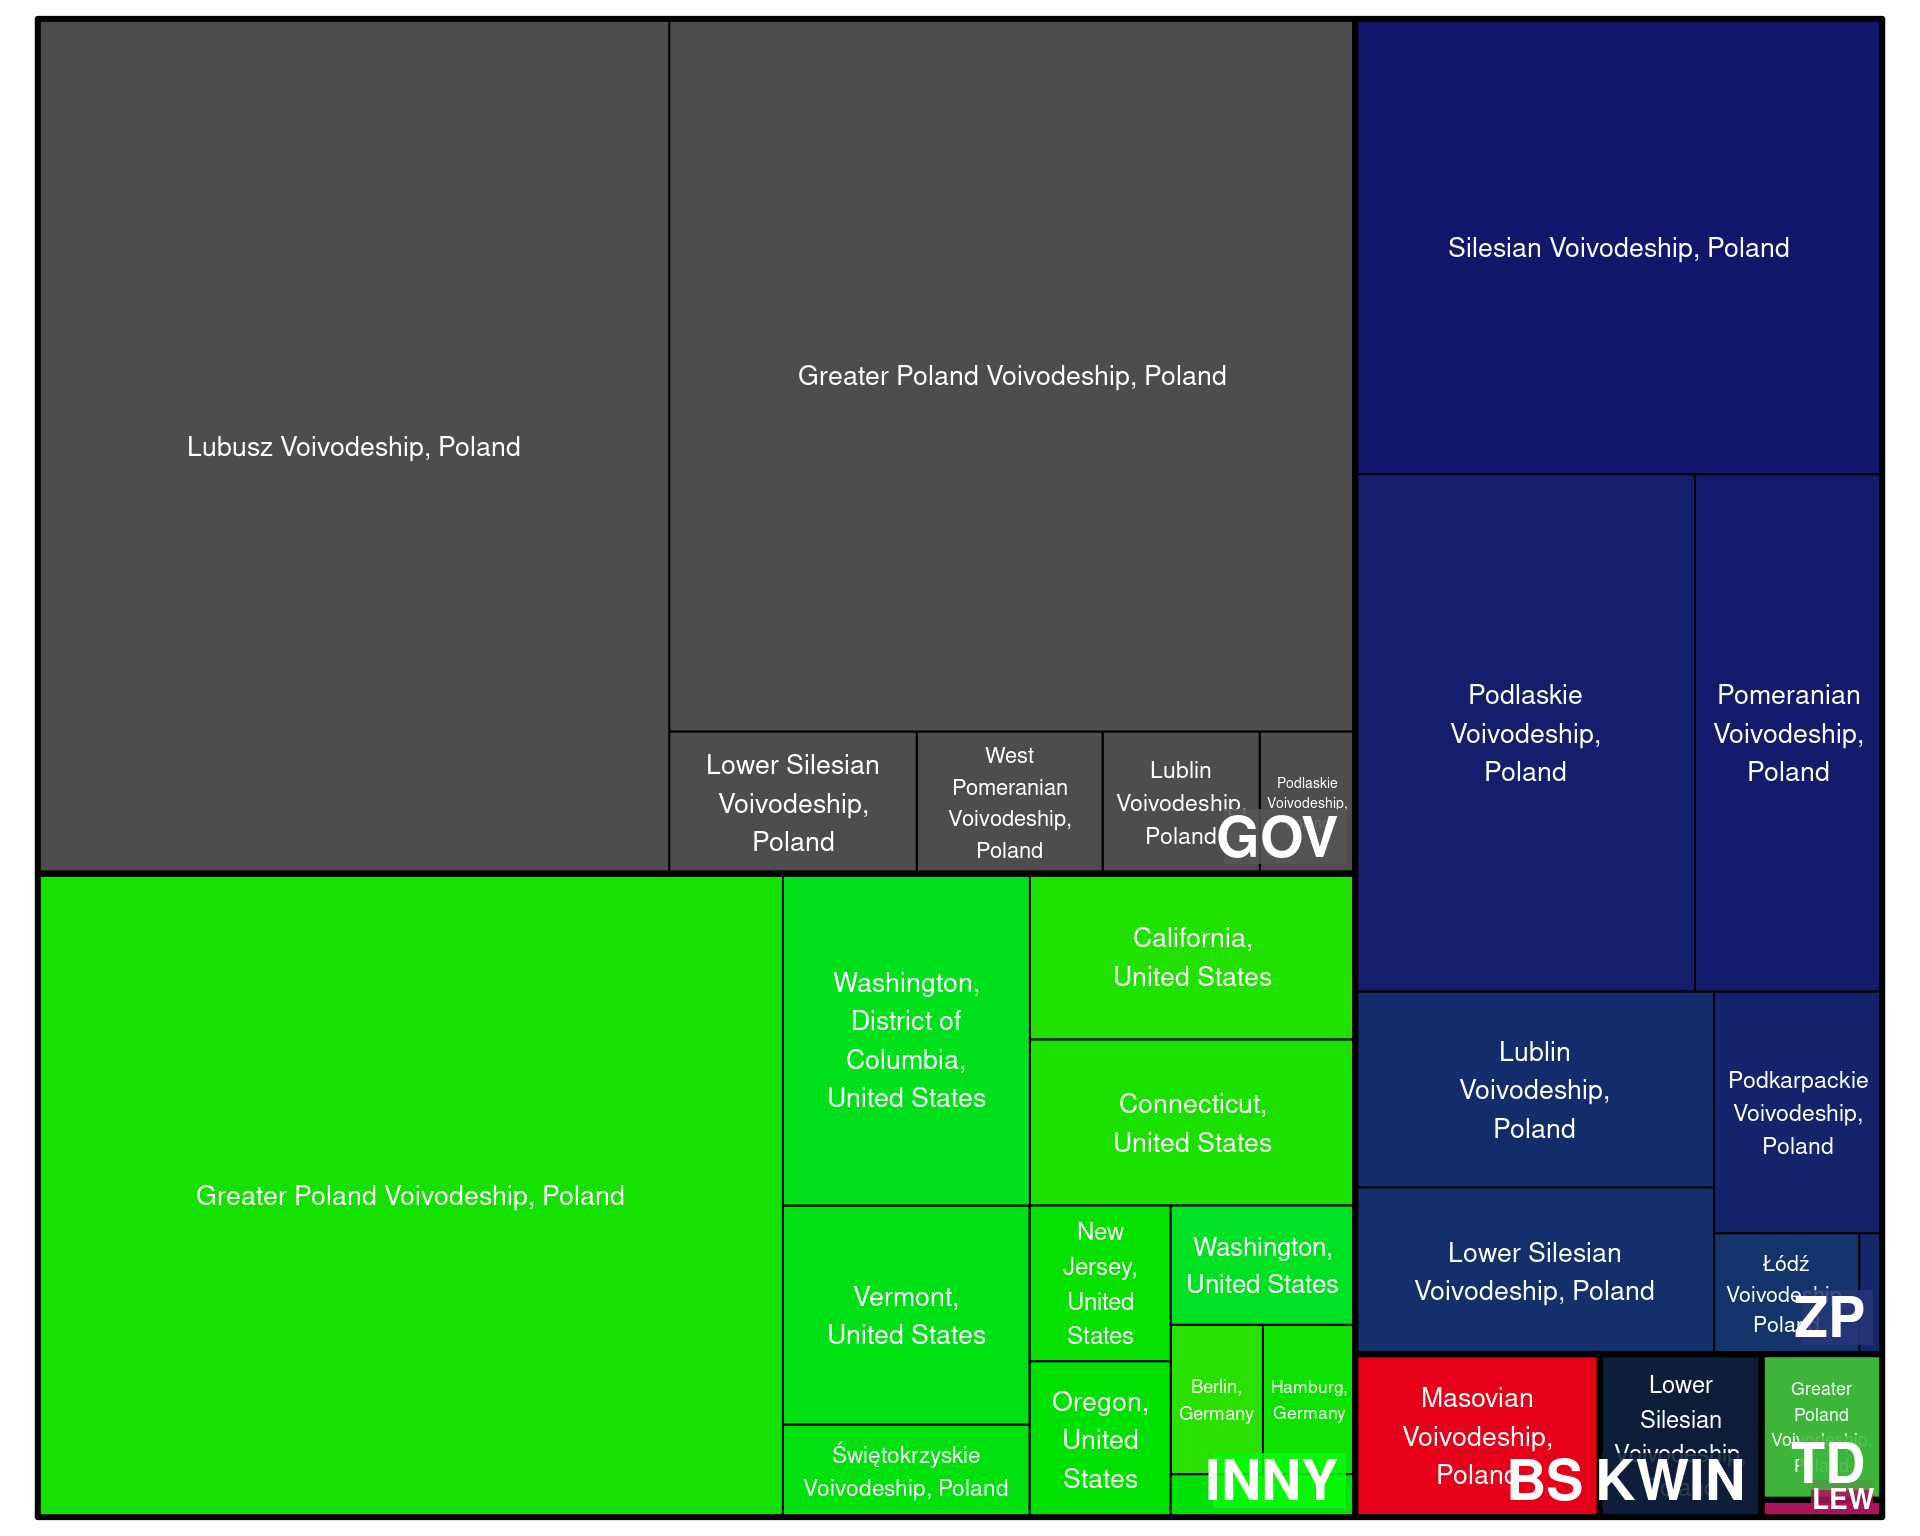 Lubusz Voivodeship, Poland
Greater Poland Voivodeship, Poland
Lower Silesian
Voivodeship,
Poland
West
Pomeranian
Voivodeship,
Poland
Lublin
Voivodeship,
Poland
Podlaskie
Voivodeship,
GOV
Silesian Voivodeship, Poland
Podlaskie
Voivodeship,
Poland
Pomeranian
Voivodeship,
Poland
Lublin
Voivodeship,
Poland
Podkarpackie
Voivodeship,
Poland
Lower Silesian
Voivodeship, Poland
Łódź
Voivodeship,
Poland
ZP
Greater Poland Voivodeship, Poland
Washington,
District of
Columbia,
United States
California,
United States
Connecticut,
United States
Vermont,
United States
New
Jersey,
United
States
Washington,
United States
Świętokrzyskie
Voivodeship, Poland
Oregon,
United
States
Berlin,
Germany
Hamburg,
Germany
INNY
Masovian
Voivodeship,
Poland
BS
Lower
Silesian
Voivodeship,
Poland
KWIN
Greater
Poland
Voivodeship,
Poland
TD
LEW